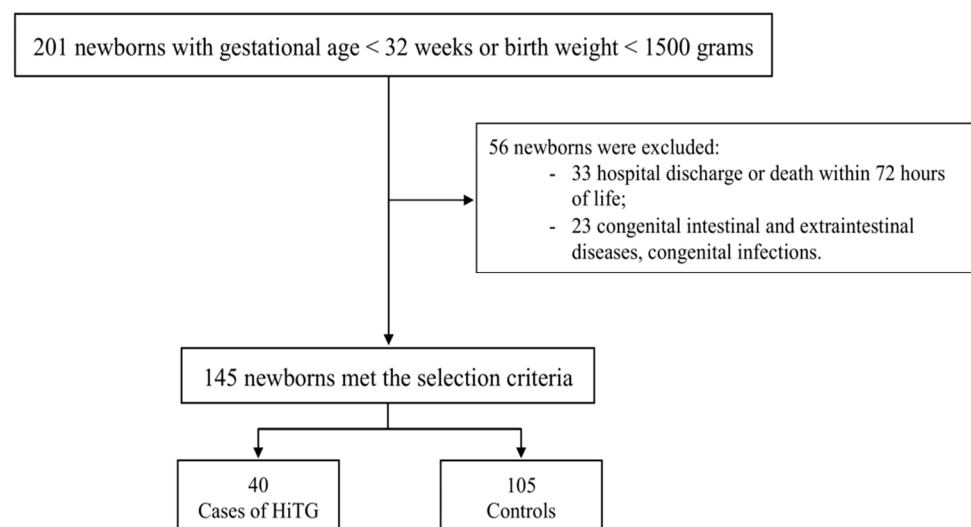 201 newborns with gestational age < 32 weeks or birth weight < 1500 grams
56 newborns were excluded:
- 33 hospital discharge or death within 72 hours
of life;
- 23 congenital intestinal and extraintestinal
diseases, congenital infections.
145 newborns met the selection criteria
40
Cases of HiTG
105
Controls